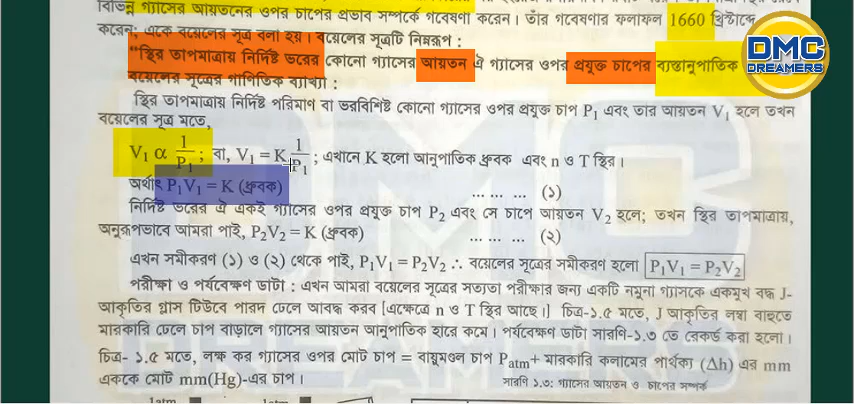 বিভিন্ন গ্যাসের আয়তনের ওপর চাপের প্রভাব সম্পর্কে গবেষণা করেন। তাঁর গবেষণার ফলাফল 1660 খ্রিস্টাব্দে
করেন; একে বয়েলের সূত্র বলা হয়। বয়েলের সূত্রটি নিম্নরূপ :
"স্থির তাপমাত্রায় নির্দিষ্ট ভরের কোনো গ্যাসের আয়তন ঐ গ্যাসের ওপর প্রযুক্ত চাপের ব্যস্তানুপাতিক
বয়েলের সূত্রের গাণিতিক ব্যাখ্যা :
স্থির তাপমাত্রায় নির্দিষ্ট পরিমাণ বা ভরবিশিষ্ট কোনো গ্যাসের ওপর প্রযুক্ত চাপ P₁ এবং তার আয়তন V₁ হলে তখন
বয়েলের সূত্র মতে,
V₁ ∝ 1/P₁ ; বা, V₁ = K 1/P₁ ; এখানে K হলো আনুপাতিক ধ্রুবক এবং n ও T স্থির।
অর্থাৎ P₁V₁ = K (ধ্রুবক) ... ... ... (১)
নির্দিষ্ট ভরের ঐ একই গ্যাসের ওপর প্রযুক্ত চাপ P₂ এবং সে চাপে আয়তন V₂ হলে; তখন স্থির তাপমাত্রায়,
অনুরূপভাবে আমরা পাই, P₂V₂ = K (ধ্রুবক) ... ... ... (২)
এখন সমীকরণ (১) ও (২) থেকে পাই, P₁V₁ = P₂V₂ ∴ বয়েলের সূত্রের সমীকরণ হলো P₁V₁ = P₂V₂
পরীক্ষা ও পর্যবেক্ষণ ডাটা : এখন আমরা বয়েলের সূত্রের সত্যতা পরীক্ষার জন্য একটি নমুনা গ্যাসকে একমুখ বদ্ধ J-
আকৃতির গ্লাস টিউবে পারদ ঢেলে আবদ্ধ করব [এক্ষেত্রে n ও T স্থির আছে।] চিত্র-১.৫ মতে, J আকৃতির লম্বা বাহুতে
মারকারি ঢেলে চাপ বাড়ালে গ্যাসের আয়তন আনুপাতিক হারে কমে। পর্যবেক্ষণ ডাটা সারণি-১.৩ তে রেকর্ড করা হলো।
চিত্র- ১.৫ মতে, লক্ষ কর গ্যাসের ওপর মোট চাপ = বায়ুমণ্ডল চাপ Pₐₜₘ+ মারকারি কলামের পার্থক্য (Δh) এর mm
এককে মোট mm(Hg)-এর চাপ।
সারণি ১.৩: গ্যাসের আয়তন ও চাপের সম্পর্ক
1atm
1atm
DMC
DREAMERS
DMC
DREAMERS